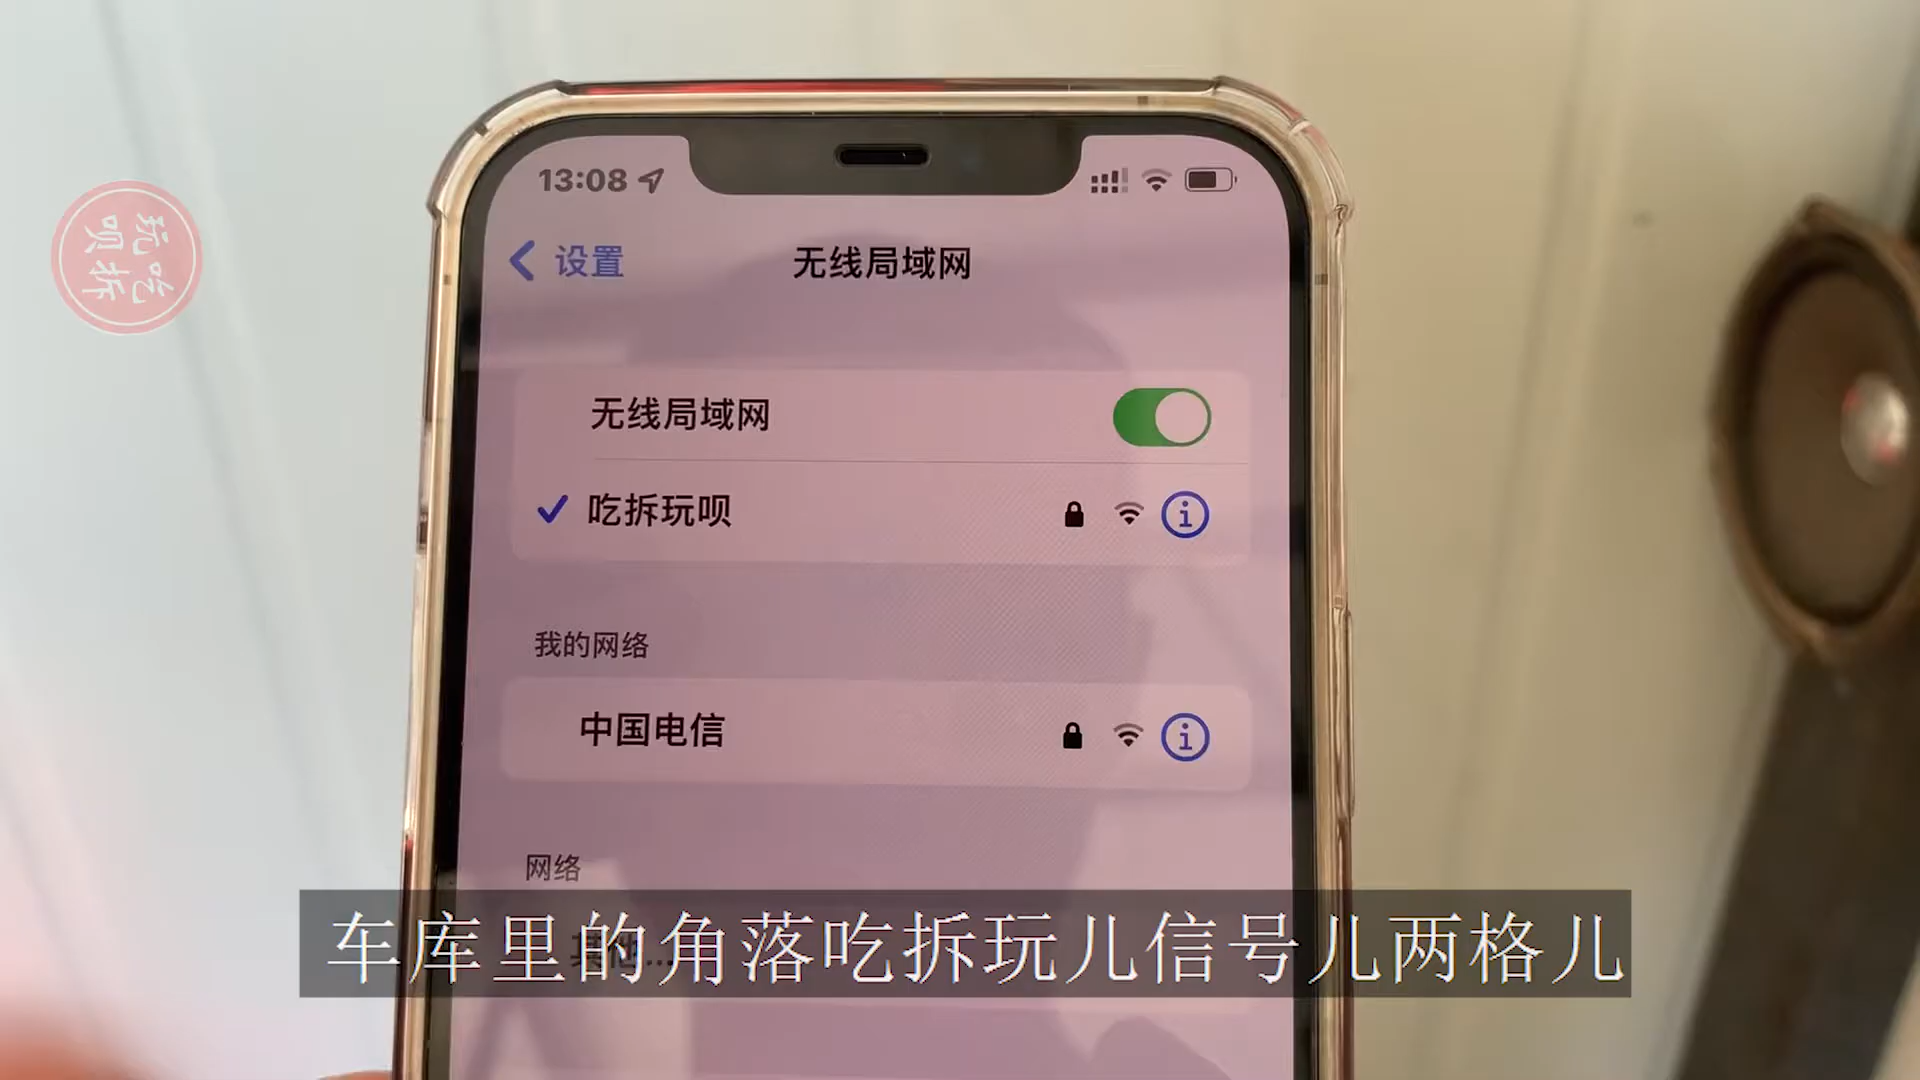 13:08
玩吃
呗拆
设置
无线局域网
无线局域网
吃拆玩呗
我的网络
中国电信
网络
其他...
车库里的角落吃拆玩儿信号儿两格儿